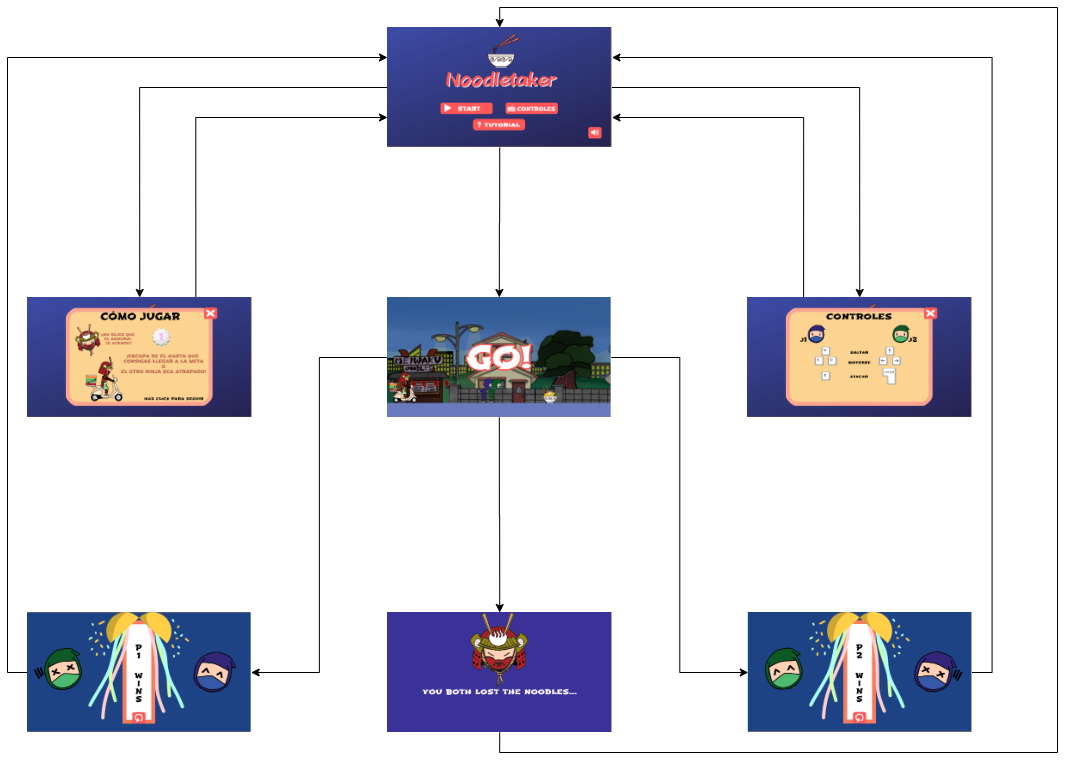 Noodletaker
START
CONTROLES
? TUTORIAL
CÓMO JUGAR
¡NO DEJES QUE
EL SAMURÁI
TE ATRAPE!
¡ESCAPA DE ÉL HASTA QUE
CONSIGAS LLEGAR A LA META
O
EL OTRO NINJA SEA ATRAPADO!
HAZ CLICK PARA SEGUIR
GO!
CONTROLES
J1
J2
SALTAR
MOVERSE
ATACAR
P1 WINS
YOU BOTH LOST THE NOODLES...
P2 WINS